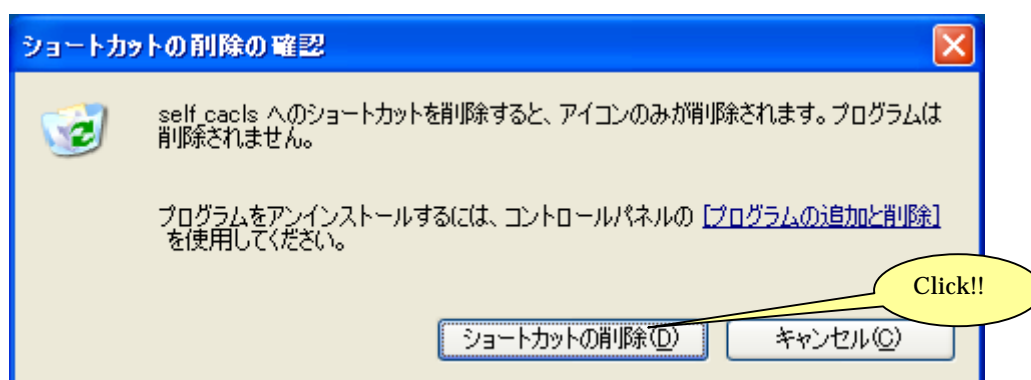 ショートカットの削除の確認
self_cacls へのショートカットを削除すると、アイコンのみが削除されます。プログラムは
削除されません。
プログラムをアンインストールするには、コントロールパネルの [プログラムの追加と削除]
を使用してください。
Click!!
ショートカットの削除(D) キャンセル(C)